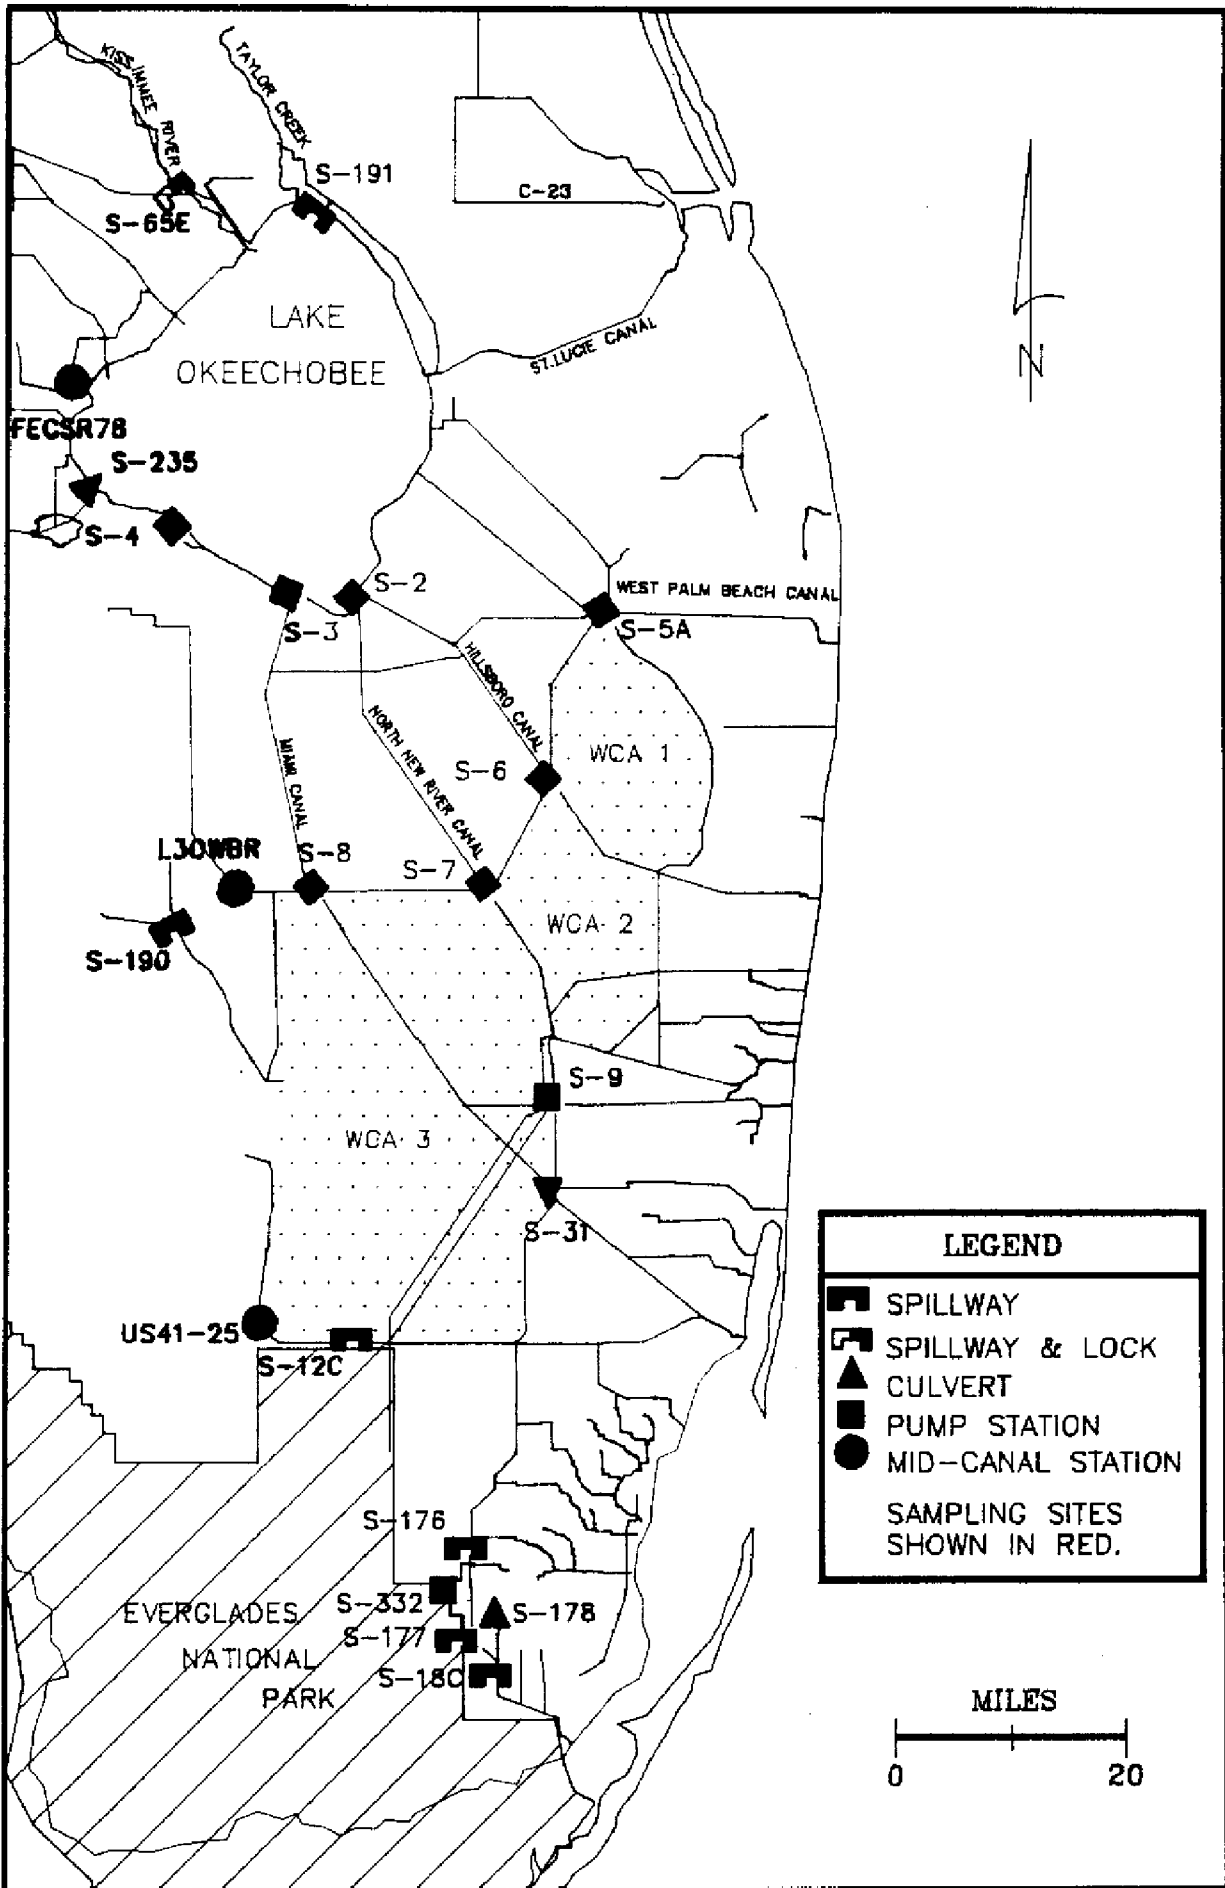 KISSIMMEE RIVER
TAYLOR CREEK
S-191
C-23
S-65E
LAKE
OKEECHOBEE
ST.LUCIE CANAL
N
FECSR78
S-235
S-4
S-2
WEST PALM BEACH CANAL
S-3
S-5A
HILLSBORO CANAL
NORTH NEW RIVER CANAL
MIAMI CANAL
WCA 1
S-6
L30WBR
S-8
S-7
WCA 2
S-190
S-9
WCA 3
S-31
US41-25
S-12C
LEGEND
SPILLWAY
SPILLWAY & LOCK
CULVERT
PUMP STATION
MID-CANAL STATION
SAMPLING SITES
SHOWN IN RED.
S-176
S-332
S-178
EVERGLADES
NATIONAL
PARK
S-177
S-18C
MILES
0 20